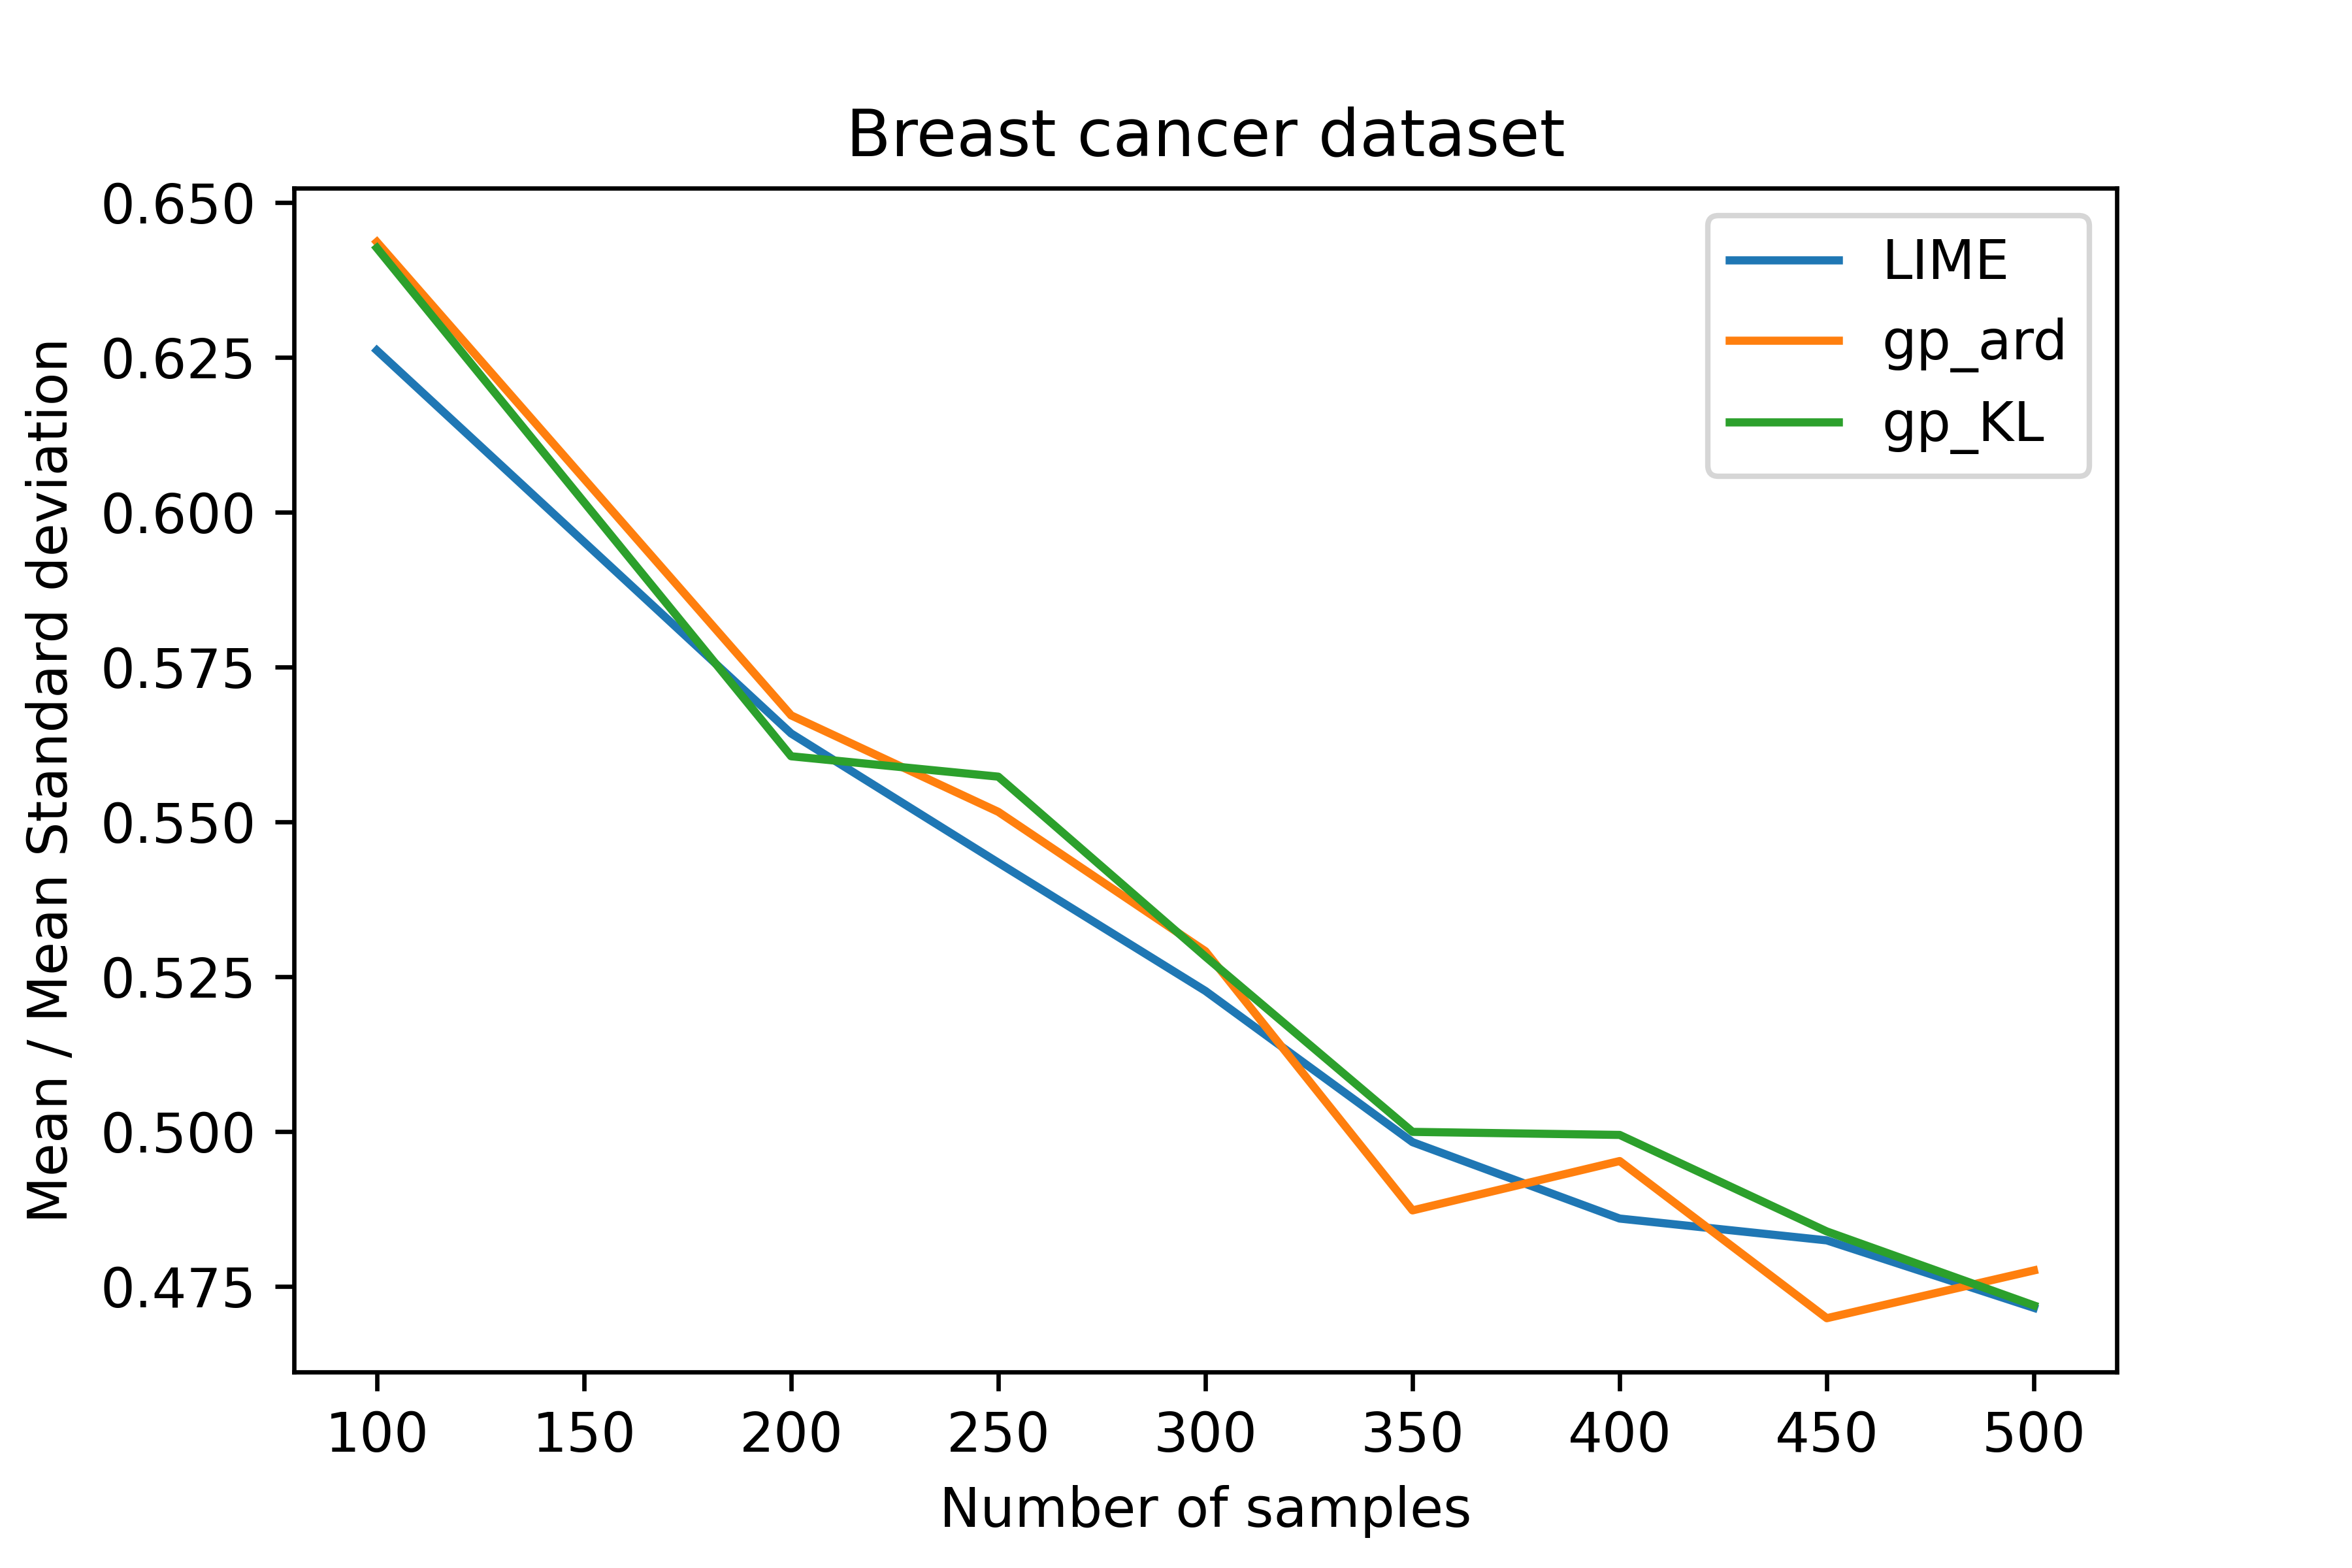 Breast cancer dataset
Mean / Mean Standard deviation
0.650
0.625
0.600
0.575
0.550
0.525
0.500
0.475
LIME
gp_ard
gp_KL
100 150 200 250 300 350 400 450 500
Number of samples